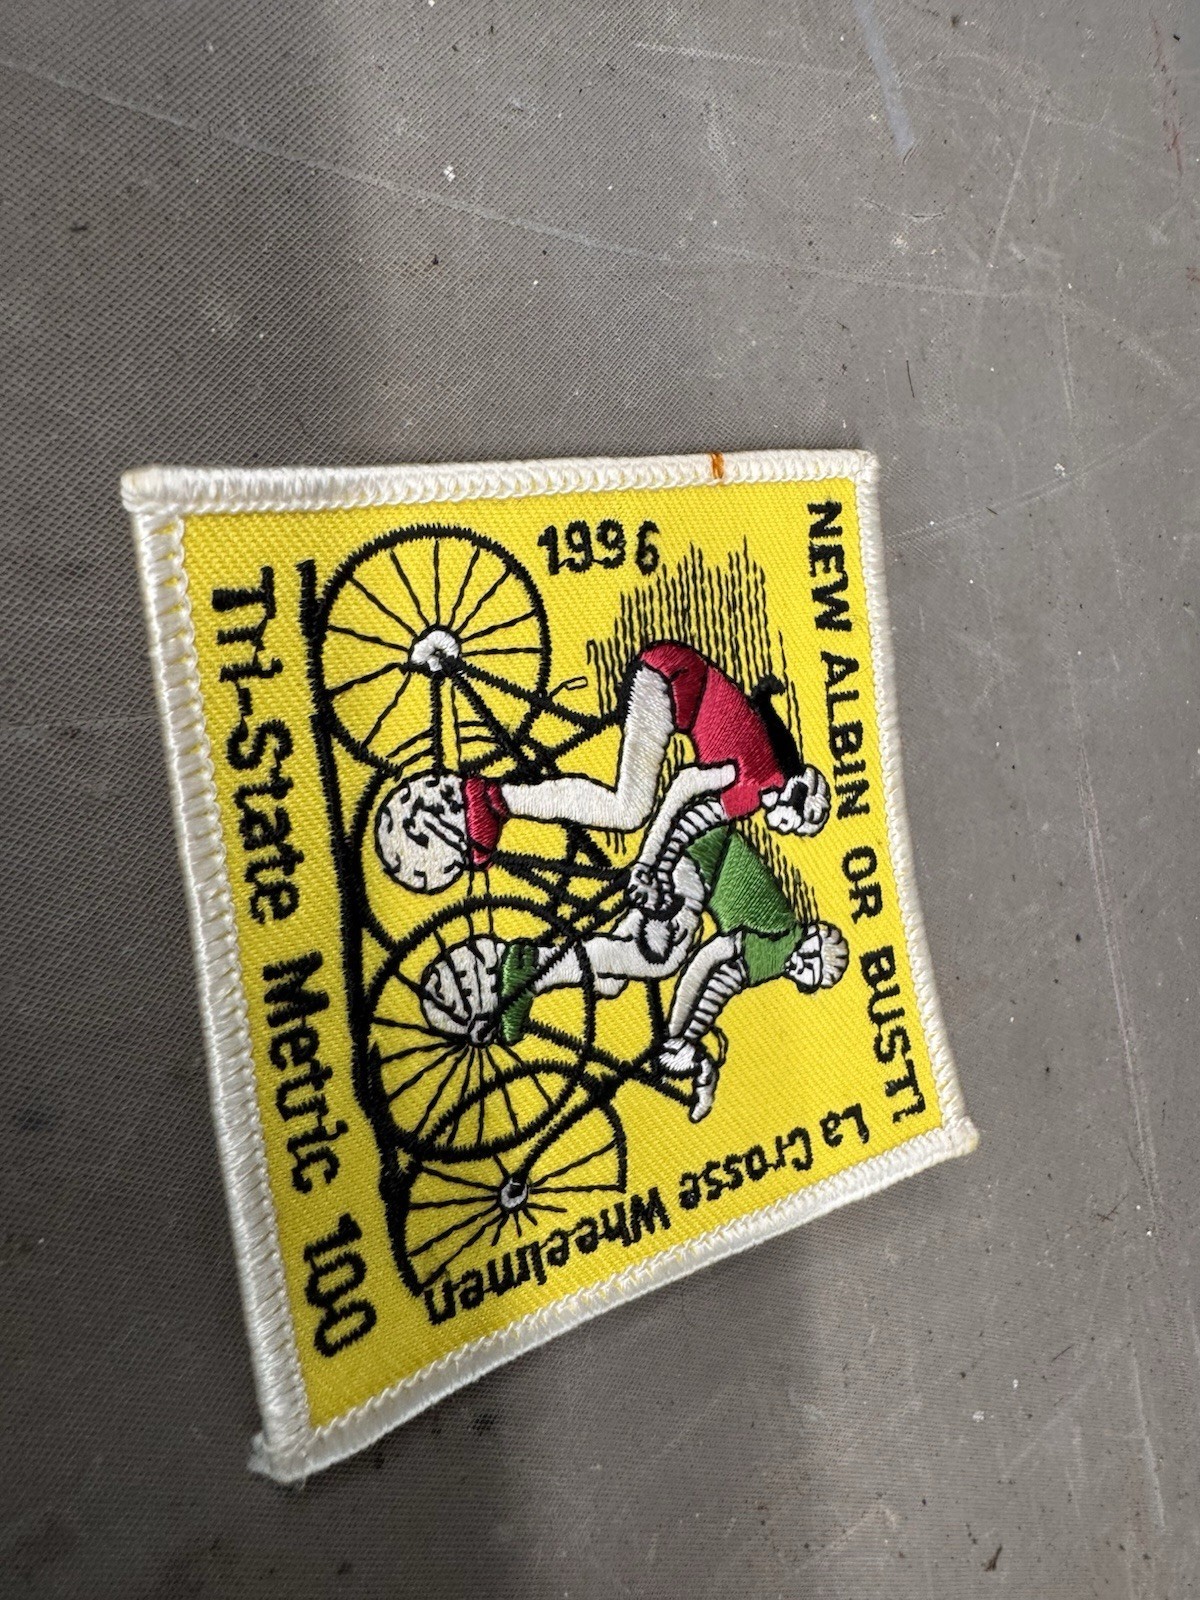 NEW ALBIN OR BUST!
1996
La Crosse Wheelmen
Tri-State Metric 100